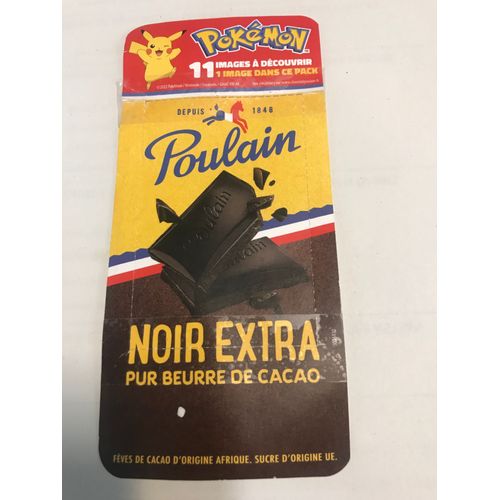 POKéMON
11 IMAGES À DÉCOUVRIR
1 IMAGE DANS CE PACK
DEPUIS 1848
Poulain
Poulain
NOIR EXTRA
PUR BEURRE DE CACAO
FÈVES DE CACAO D'ORIGINE AFRIQUE. SUCRE D'ORIGINE UE.